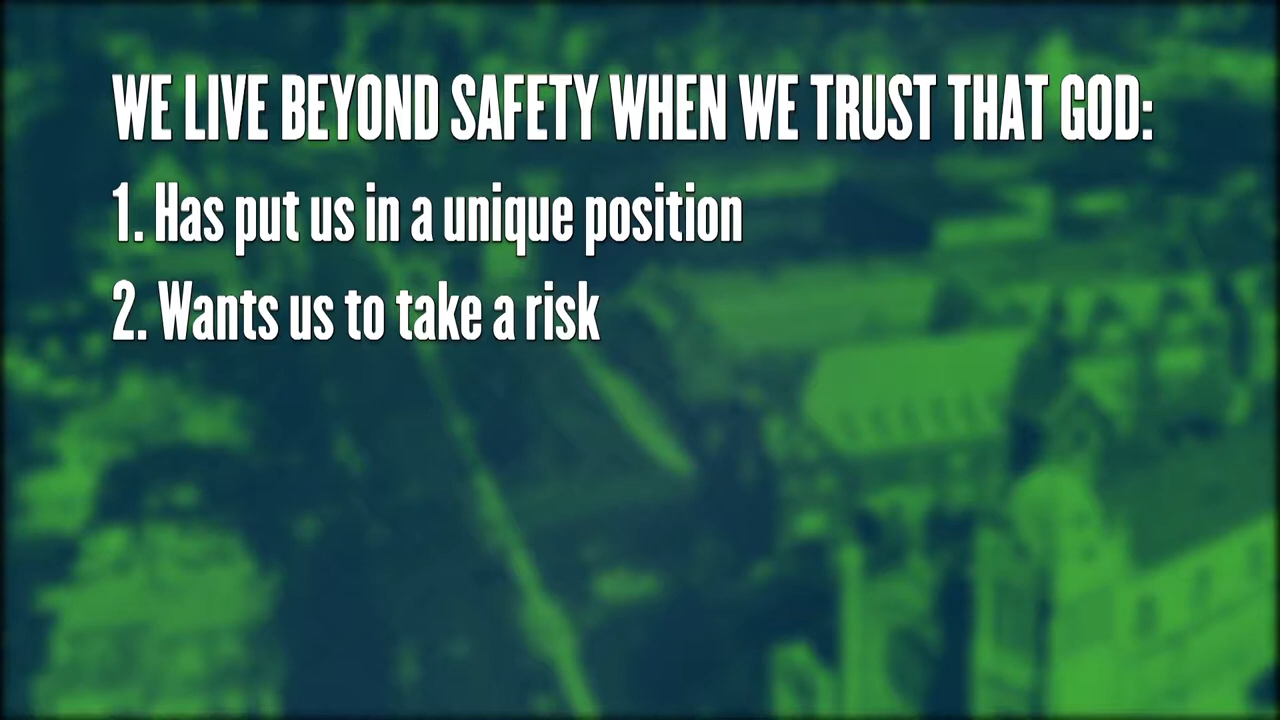 WE LIVE BEYOND SAFETY WHEN WE TRUST THAT GOD:
1. Has put us in a unique position
2. Wants us to take a risk